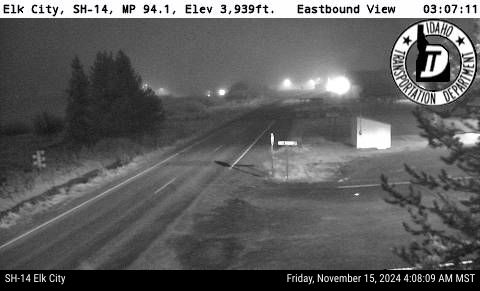 Elk City, SH-14, MP 94.1, Elev 3,939ft. Eastbound View 03:07:11
IDAHO
TRANSPORTATION DEPARTMENT
SH-14 Elk City Friday, November 15, 2024 4:08:09 AM MST